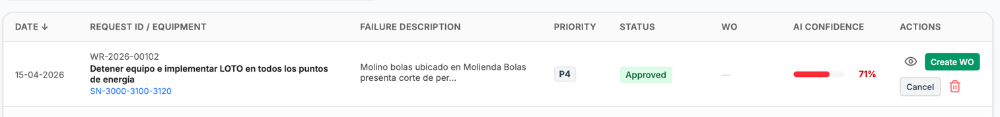 DATE ↓ REQUEST ID / EQUIPMENT FAILURE DESCRIPTION PRIORITY STATUS WO AI CONFIDENCE ACTIONS
WR-2026-00102
Detener equipo e implementar LOTO en todos los puntos
de energía
SN-3000-3100-3120
15-04-2026
Molino bolas ubicado en Molienda Bolas
presenta corte de per...
P4
Approved
—
71%
Create WO
Cancel